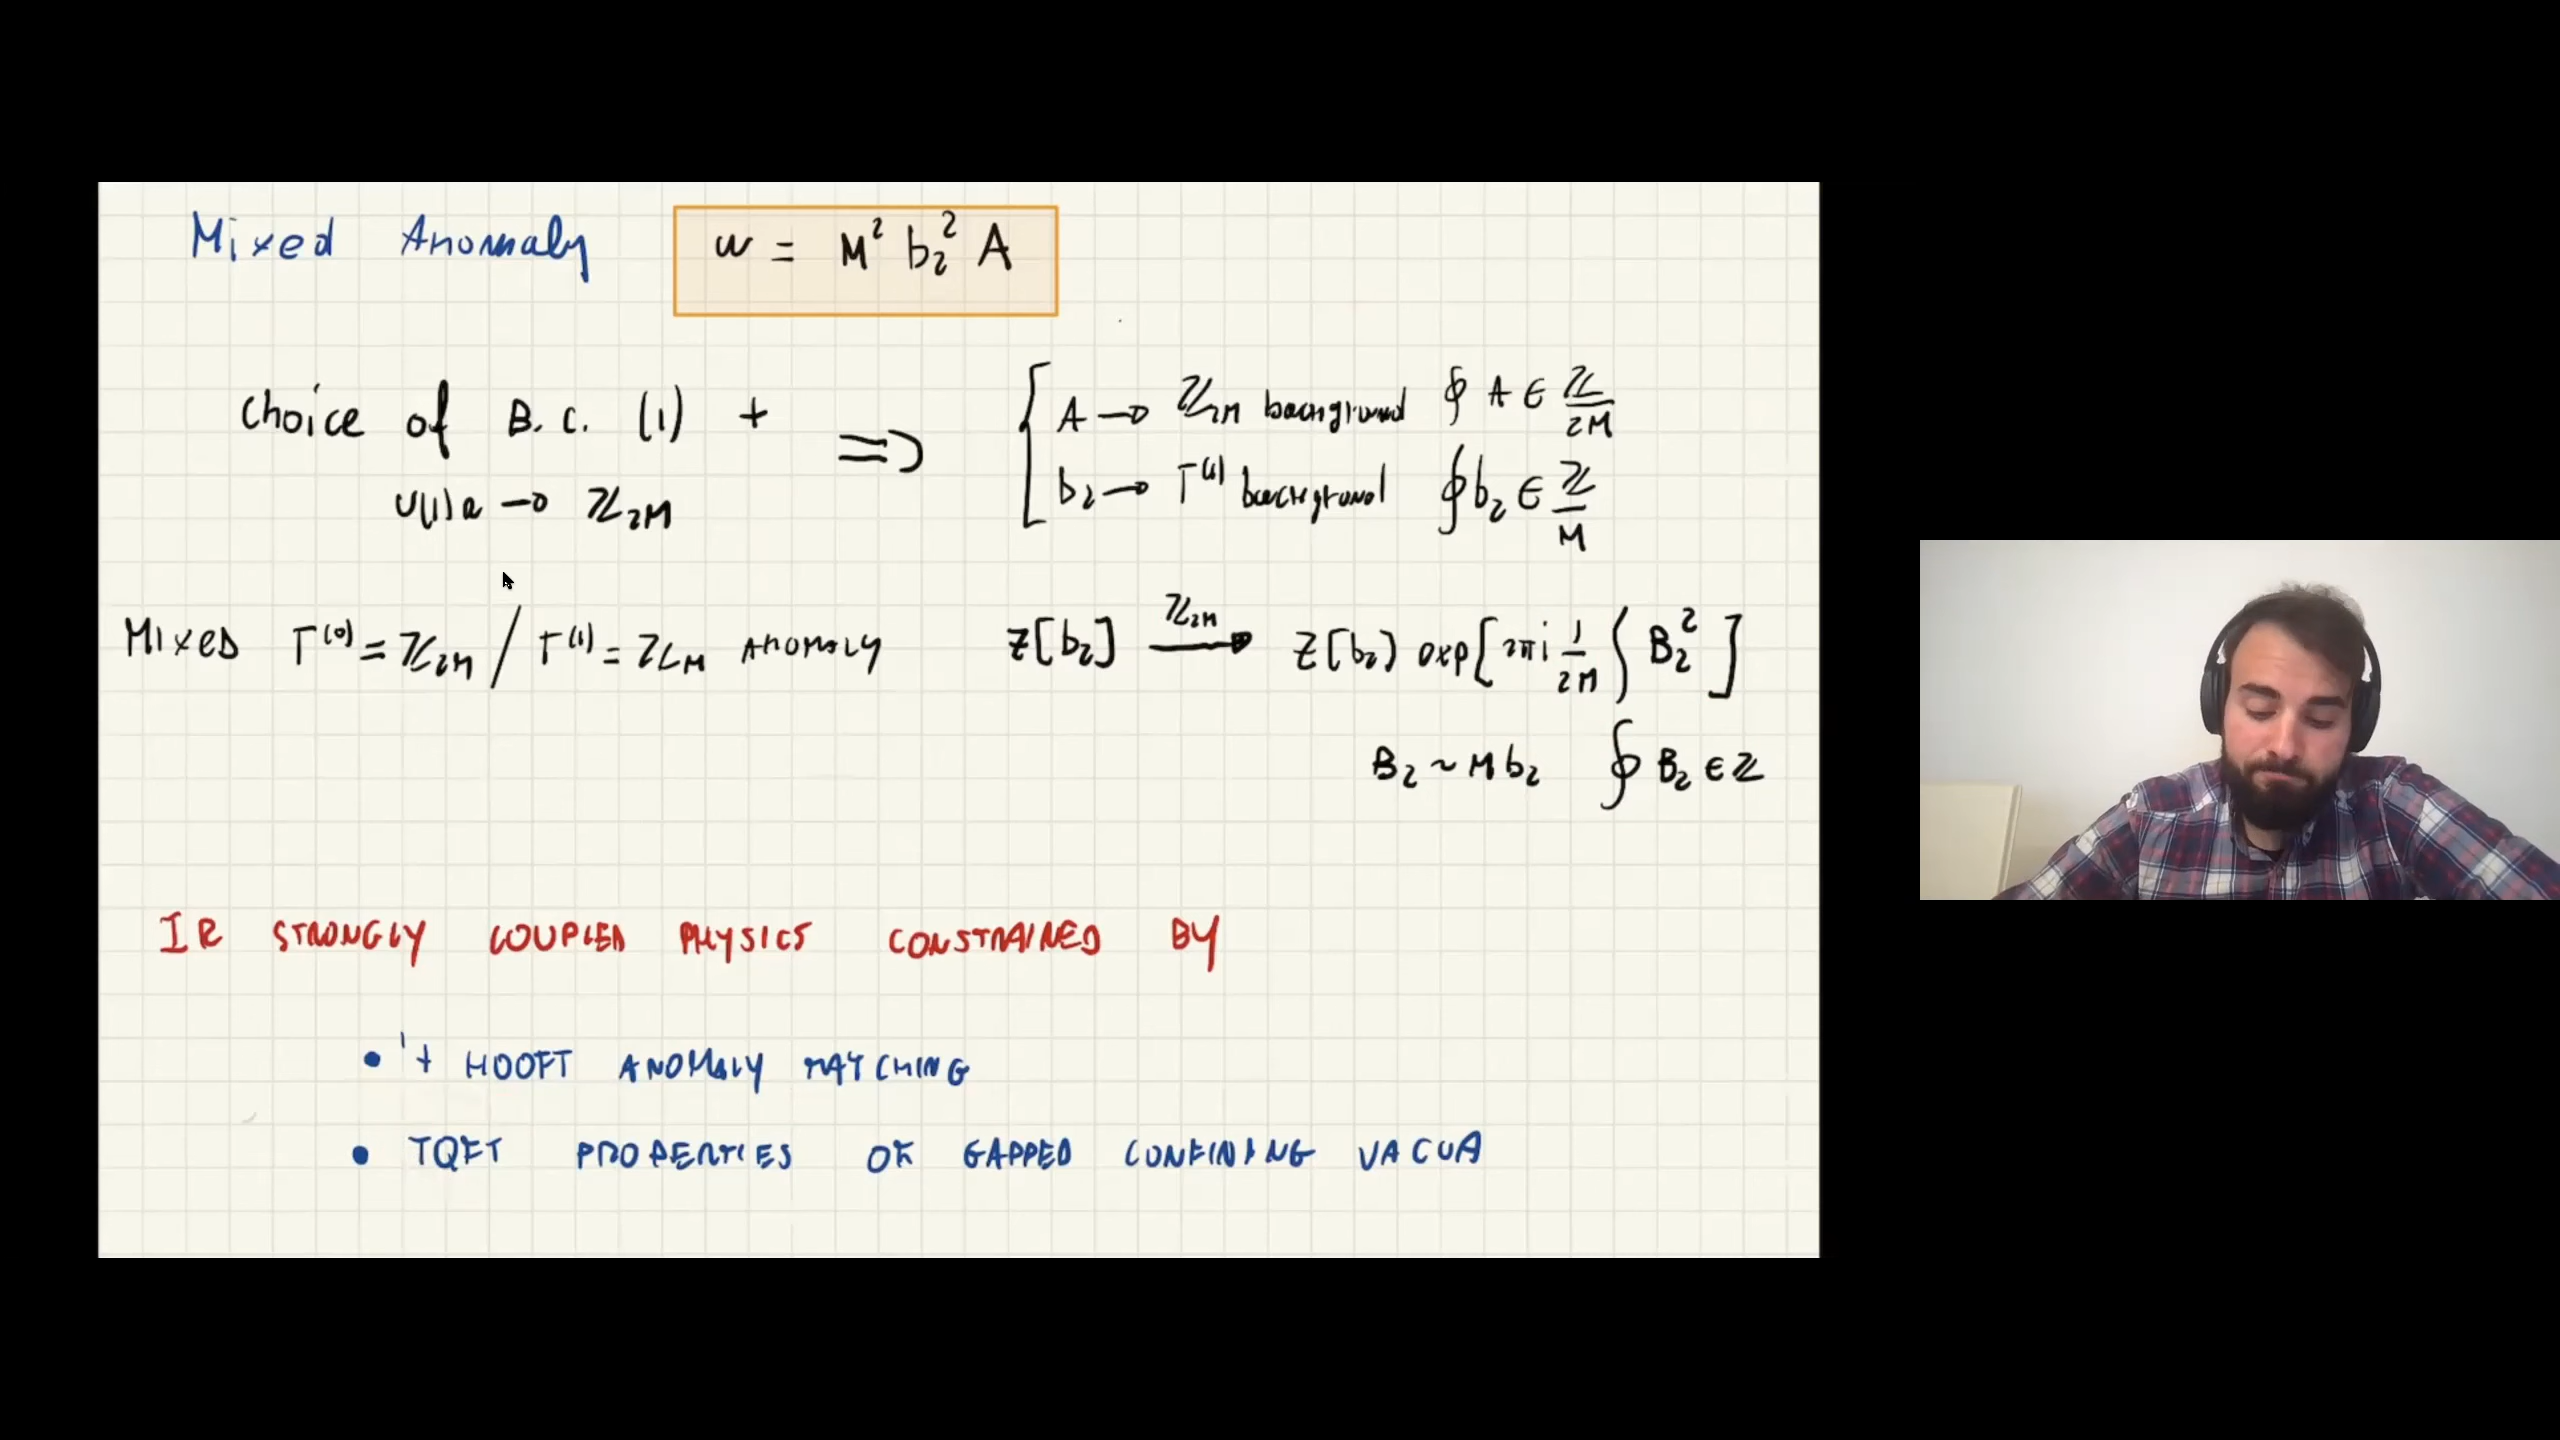 Mixed Anomaly ω = M² b₂² A
Choice of B.C. (1) + ⇒ { A → ℤ₂ₘ background ∮ A ∈ ℤ/2M
U(1)_R → ℤ₂ₘ b₂ → Γ⁽¹⁾ background ∮ b₂ ∈ ℤ/M
MIXED Γ⁽⁰⁾ = ℤ₂ₘ / Γ⁽¹⁾ = ℤₘ ANOMALY Z[b₂] —ℤ₂ₘ→ Z[b₂] exp[2πi 1/2M ∫ B₂²]
B₂ ~ M b₂ ∮ B₂ ∈ ℤ
IR STRONGLY COUPLED PHYSICS CONSTRAINED BY
• 't HOOFT ANOMALY MATCHING
• TQFT PROPERTIES OF GAPPED CONFINING VACUA